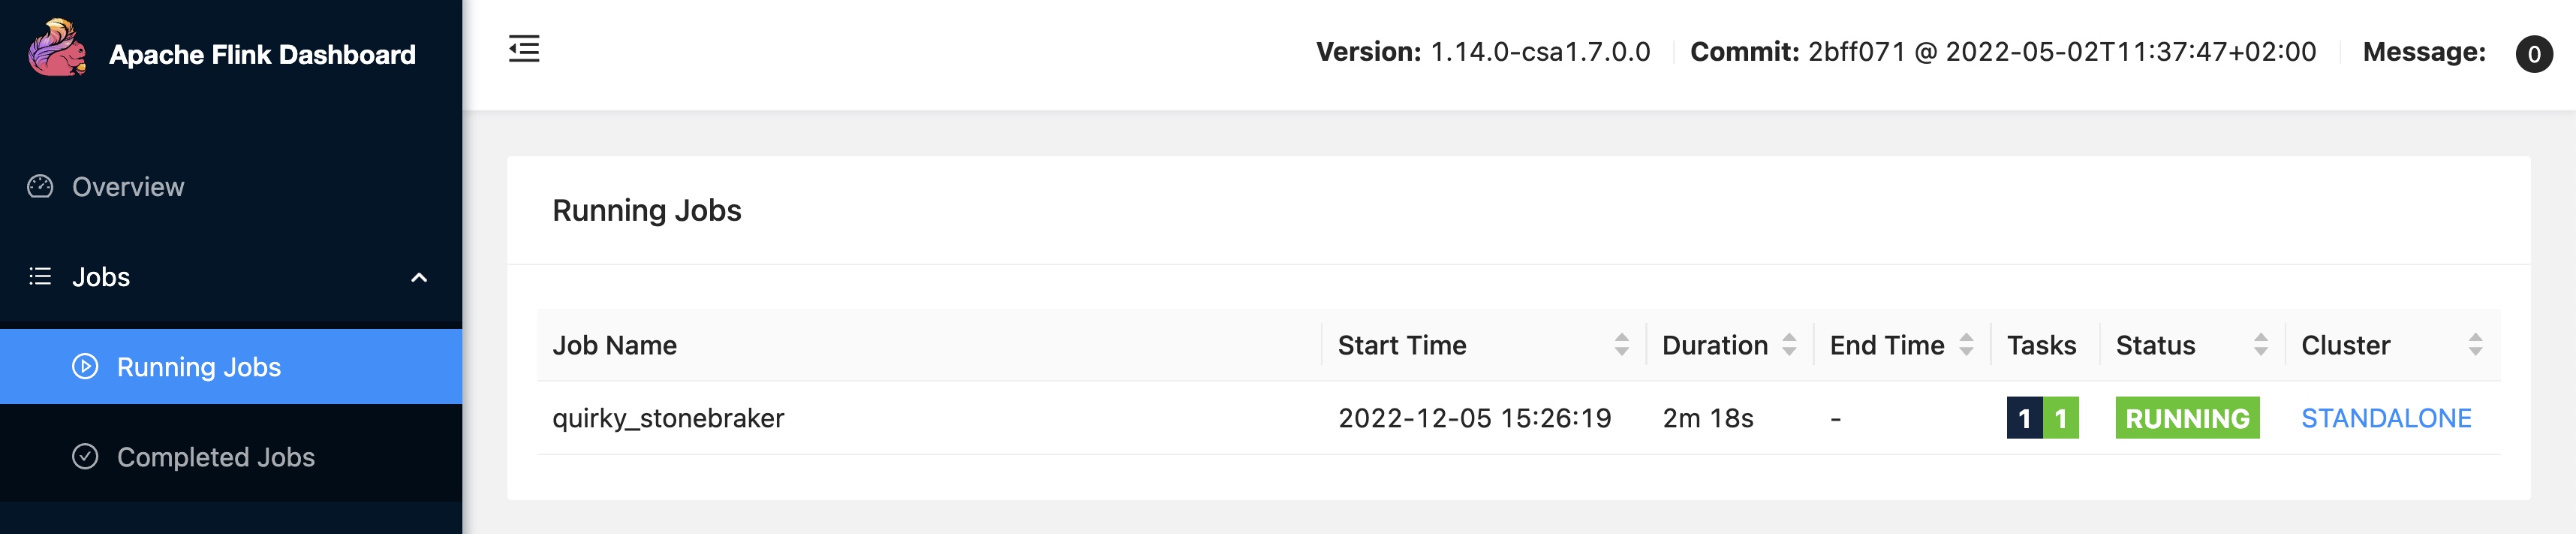 Apache Flink Dashboard
Version: 1.14.0-csa1.7.0.0 Commit: 2bff071 @ 2022-05-02T11:37:47+02:00 Message: 0
Overview
Jobs
Running Jobs
Completed Jobs
Running Jobs
Job Name Start Time Duration End Time Tasks Status Cluster
quirky_stonebraker 2022-12-05 15:26:19 2m 18s - 1 1 RUNNING STANDALONE